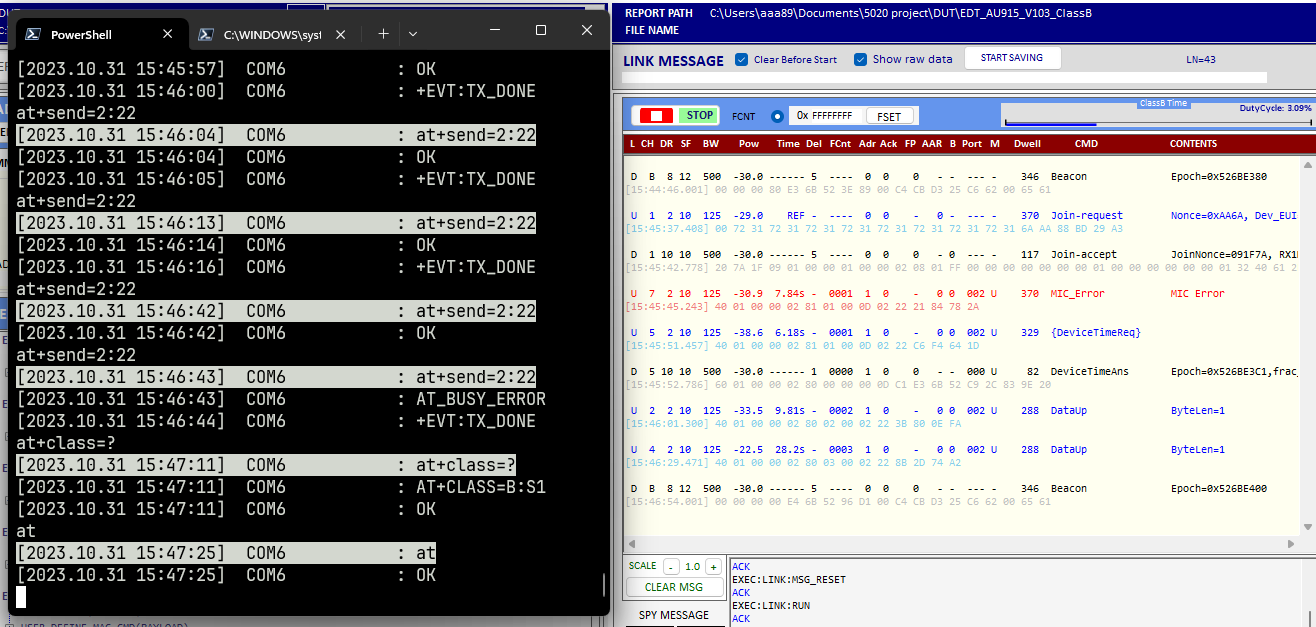 PowerShell
C:\WINDOWS\syst
[2023.10.31 15:45:57] COM6 : OK
[2023.10.31 15:46:00] COM6 : +EVT:TX_DONE
at+send=2:22
[2023.10.31 15:46:04] COM6 : at+send=2:22
[2023.10.31 15:46:04] COM6 : OK
[2023.10.31 15:46:05] COM6 : +EVT:TX_DONE
at+send=2:22
[2023.10.31 15:46:13] COM6 : at+send=2:22
[2023.10.31 15:46:14] COM6 : OK
[2023.10.31 15:46:16] COM6 : +EVT:TX_DONE
at+send=2:22
[2023.10.31 15:46:42] COM6 : at+send=2:22
[2023.10.31 15:46:42] COM6 : OK
at+send=2:22
[2023.10.31 15:46:43] COM6 : at+send=2:22
[2023.10.31 15:46:43] COM6 : AT_BUSY_ERROR
[2023.10.31 15:46:44] COM6 : +EVT:TX_DONE
at+class=?
[2023.10.31 15:47:11] COM6 : at+class=?
[2023.10.31 15:47:11] COM6 : AT+CLASS=B:S1
[2023.10.31 15:47:11] COM6 : OK
at
[2023.10.31 15:47:25] COM6 : at
[2023.10.31 15:47:25] COM6 : OK
REPORT PATH C:\Users\aaa89\Documents\5020 project\DUT\EDT_AU915_V103_ClassB
FILE NAME
LINK MESSAGE Clear Before Start Show raw data START SAVING LN=43
STOP FCNT 0x FFFFFFFF FSET ClassB Time DutyCycle: 3.09%
L CH DR SF BW Pow Time Del FCnt Adr Ack FP AAR B Port M Dwell CMD CONTENTS
D B 8 12 500 -30.0 ------ 5 ---- 0 0 0 - - --- - 346 Beacon Epoch=0x526BE380
[15:44:46.001] 00 00 00 80 E3 6B 52 3E 89 00 C4 CB D3 25 C6 62 00 65 61
U 1 2 10 125 -29.0 REF - ---- 0 0 - 0 - --- - 370 Join-request Nonce=0xAA6A, Dev_EUI
[15:45:37.408] 00 72 31 72 31 72 31 72 31 72 31 72 31 72 31 72 31 6A AA 88 BD 29 A3
D 1 10 10 500 -30.0 ------ 5 ---- 0 0 0 - - --- - 117 Join-accept JoinNonce=091F7A, RX1
[15:45:42.778] 20 7A 1F 09 01 00 00 01 00 00 02 08 01 FF 00 00 00 00 00 00 00 01 00 00 00 00 00 00 01 32 40 61 2
U 7 2 10 125 -30.9 7.84s - 0001 1 0 - 0 0 002 U 370 MIC_Error MIC Error
[15:45:45.243] 40 01 00 00 02 81 01 00 0D 02 22 21 84 78 2A
U 5 2 10 125 -38.6 6.18s - 0001 1 0 - 0 0 002 U 329 {DeviceTimeReq}
[15:45:51.457] 40 01 00 00 02 81 01 00 0D 02 22 C6 F4 64 1D
D 5 10 10 500 -30.0 ------ 1 0000 1 0 0 - - 000 U 82 DeviceTimeAns Epoch=0x526BE3C1,frac_
[15:45:52.786] 60 01 00 00 02 80 00 00 00 0D C1 E3 6B 52 C9 2C 83 9E 20
U 2 2 10 125 -33.5 9.81s - 0002 1 0 - 0 0 002 U 288 DataUp ByteLen=1
[15:46:01.300] 40 01 00 00 02 80 02 00 02 22 3B 80 0E FA
U 4 2 10 125 -22.5 28.2s - 0003 1 0 - 0 0 002 U 288 DataUp ByteLen=1
[15:46:29.471] 40 01 00 00 02 80 03 00 02 22 8B 2D 74 A2
D B 8 12 500 -30.0 ------ 5 ---- 0 0 0 - - --- - 346 Beacon Epoch=0x526BE400
[15:46:54.001] 00 00 00 00 E4 6B 52 96 D1 00 C4 CB D3 25 C6 62 00 65 61
SCALE - 1.0 +
CLEAR MSG
SPY MESSAGE
ACK
EXEC:LINK:MSG_RESET
ACK
EXEC:LINK:RUN
ACK